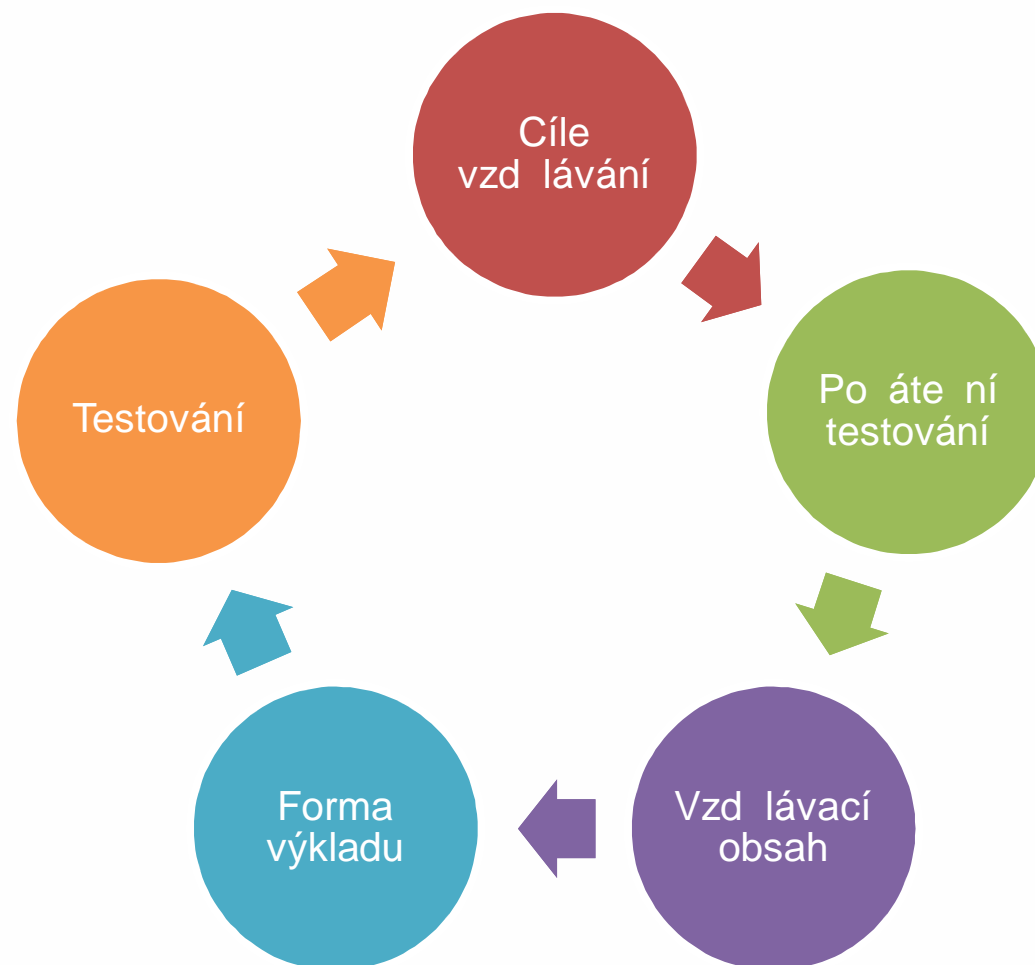 Cíle
vzd lávání
Po áte ní
testování
Vzd lávací
obsah
Forma
výkladu
Testování